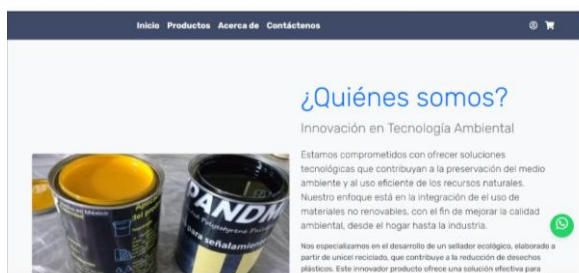 Inicio Productos Acerca de Contáctenos
¿Quiénes somos?
Innovación en Tecnología Ambiental
Estamos comprometidos con ofrecer soluciones
tecnológicas que contribuyan a la preservación del medio
ambiente y al uso eficiente de los recursos naturales.
Nuestro enfoque está en la integración de el uso de
materiales no renovables, con el fin de mejorar la calidad
ambiental, desde el hogar hasta la industria.
Nos especializamos en el desarrollo de un sellador ecológico, elaborado a
partir de unicel reciclado, que contribuye a la reducción de desechos
plásticos. Este innovador producto ofrece una solución efectiva para
PANDM
para señalamien